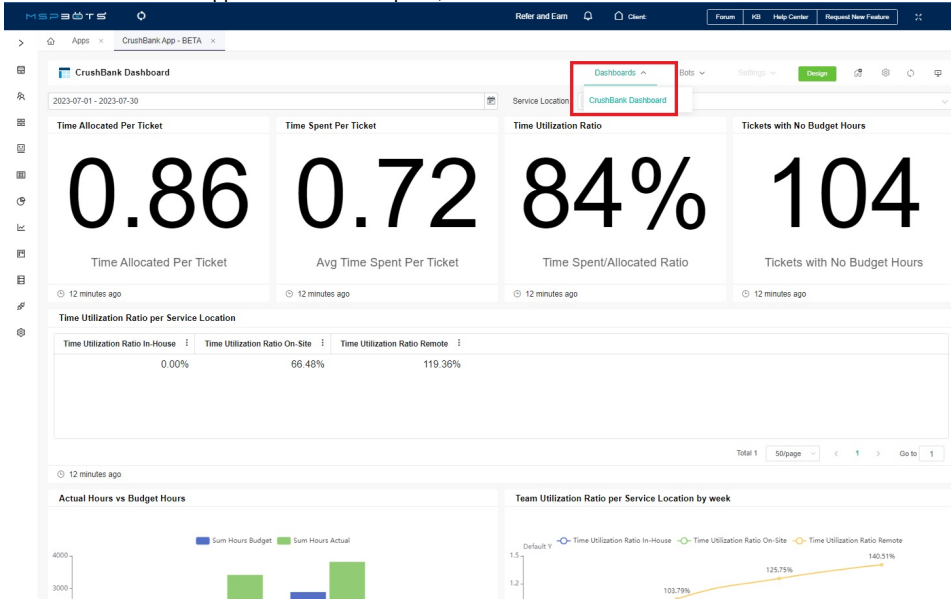 MSPBOTS
Refer and Earn
Client:
Forum KB Help Center Request New Feature
Apps × CrushBank App - BETA ×
CrushBank Dashboard
Dashboards Bots Settings Design
CrushBank Dashboard
2023-07-01 - 2023-07-30
Service Location
Time Allocated Per Ticket
0.86
Time Allocated Per Ticket
12 minutes ago
Time Spent Per Ticket
0.72
Avg Time Spent Per Ticket
12 minutes ago
Time Utilization Ratio
84%
Time Spent/Allocated Ratio
12 minutes ago
Tickets with No Budget Hours
104
Tickets with No Budget Hours
12 minutes ago
Time Utilization Ratio per Service Location
Time Utilization Ratio In-House Time Utilization Ratio On-Site Time Utilization Ratio Remote
0.00% 66.48% 119.36%
Total 1 50/page < 1 > Go to 1
12 minutes ago
Actual Hours vs Budget Hours
Sum Hours Budget Sum Hours Actual
4000
3000
Team Utilization Ratio per Service Location by week
Time Utilization Ratio In-House Time Utilization Ratio On-Site Time Utilization Ratio Remote
Default Y
1.5
1.2
103.79%
125.75%
140.51%